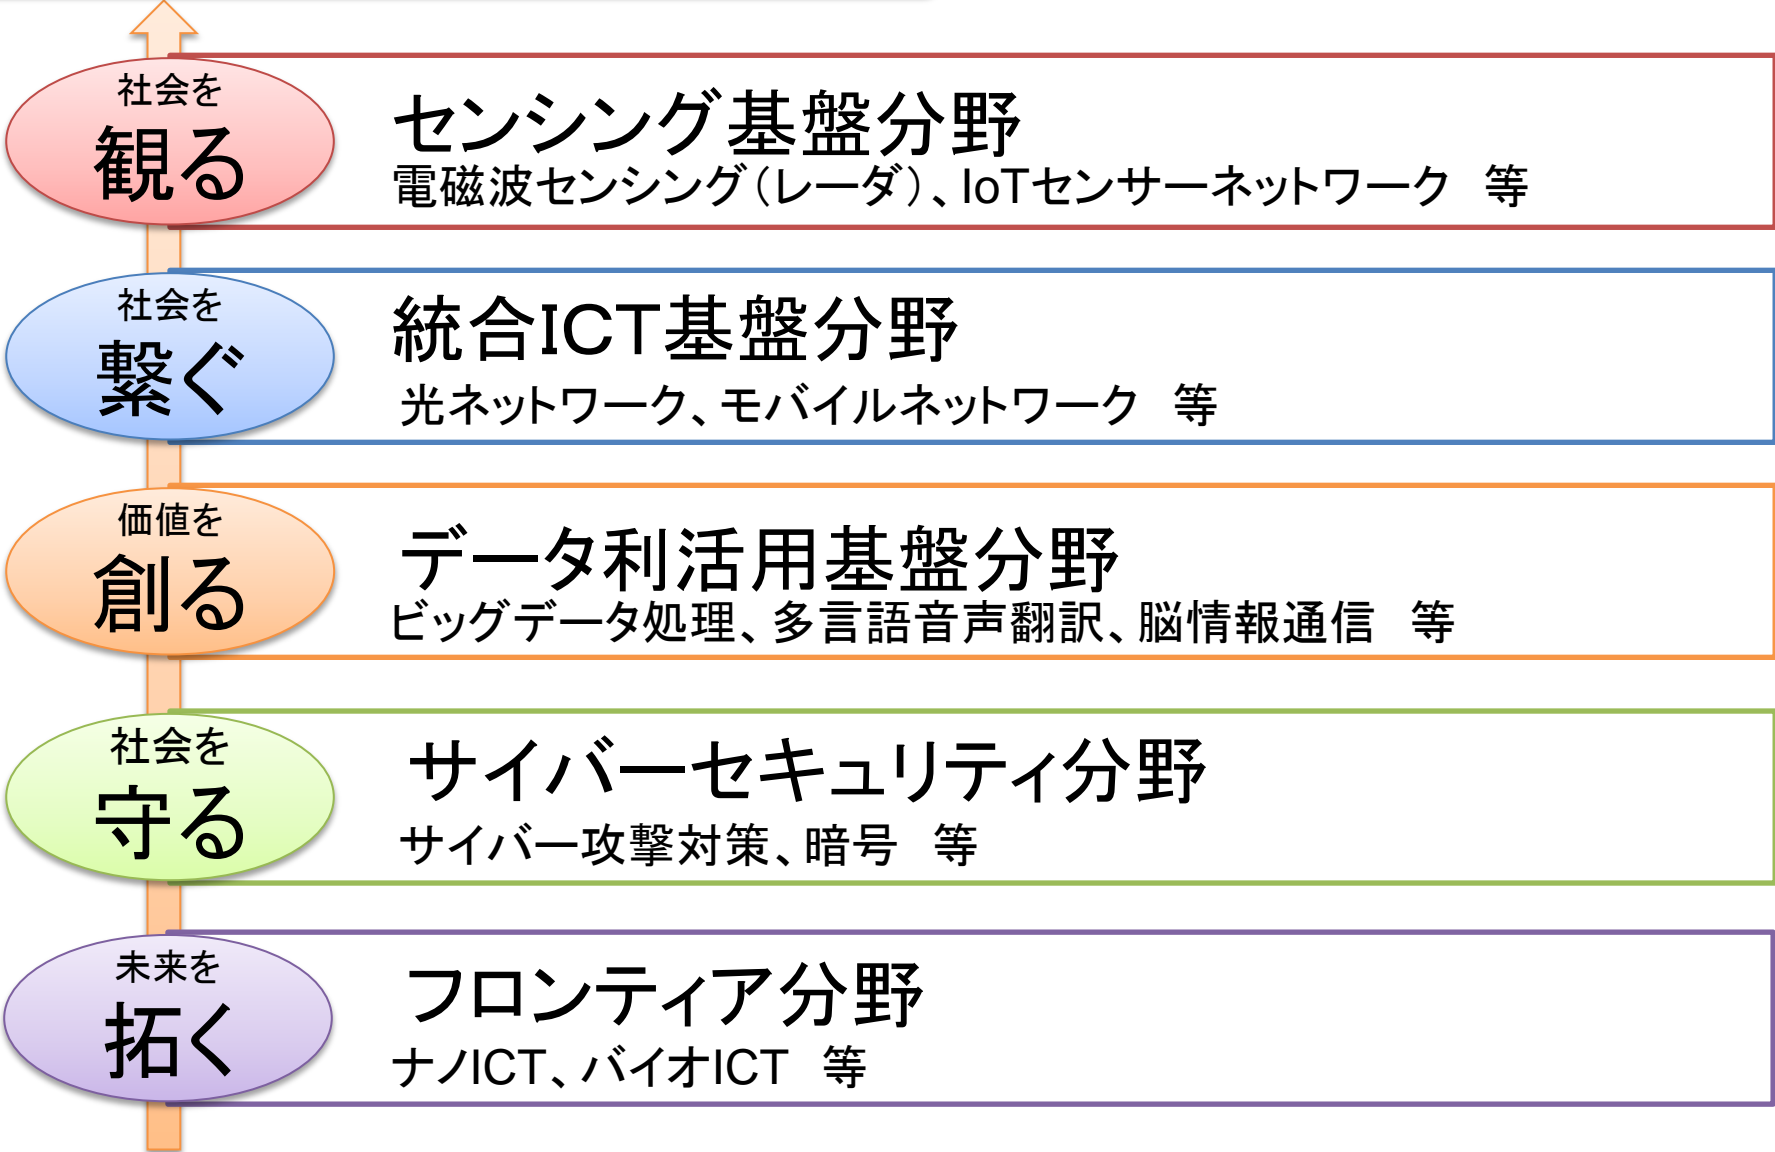 社会を
観る
センシング基盤分野
電磁波センシング（レーダ）、IoTセンサーネットワーク　等
社会を
繋ぐ
統合ICT基盤分野
光ネットワーク、モバイルネットワーク　等
価値を
創る
データ利活用基盤分野
ビッグデータ処理、多言語音声翻訳、脳情報通信　等
社会を
守る
サイバーセキュリティ分野
サイバー攻撃対策、暗号　等
未来を
拓く
フロンティア分野
ナノICT、バイオICT　等